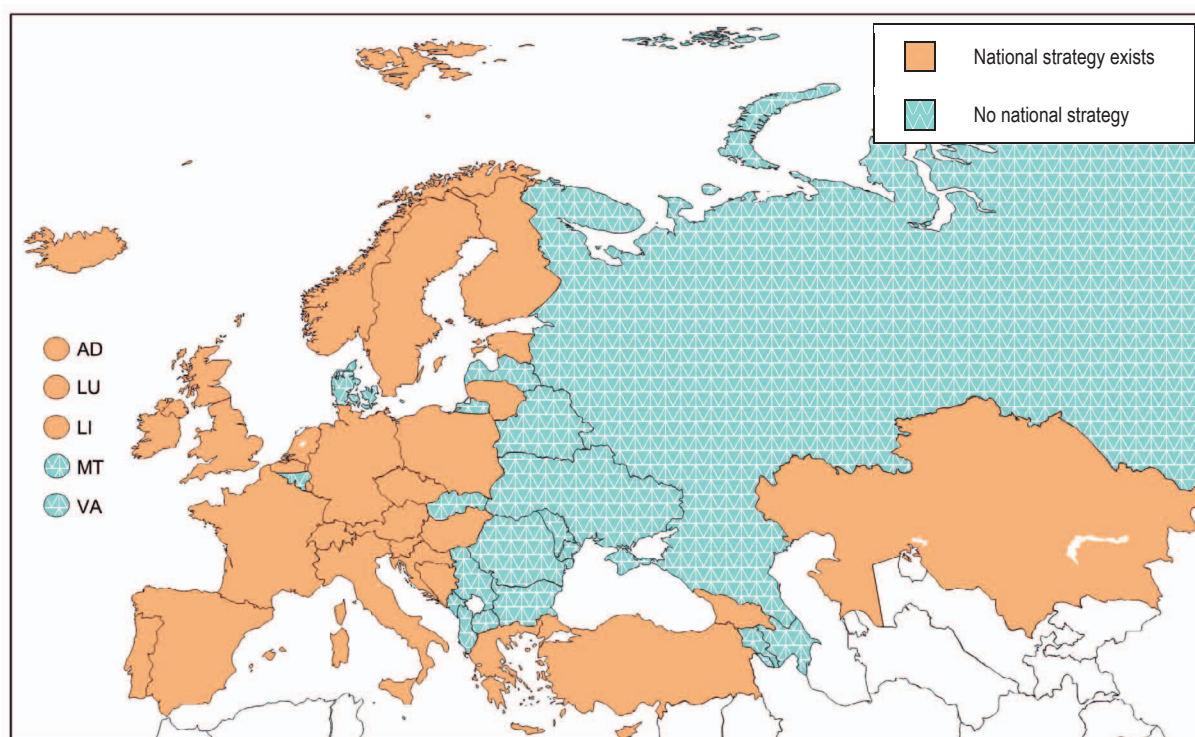 National strategy exists
No national strategy
AD
LU
LI
MT
VA